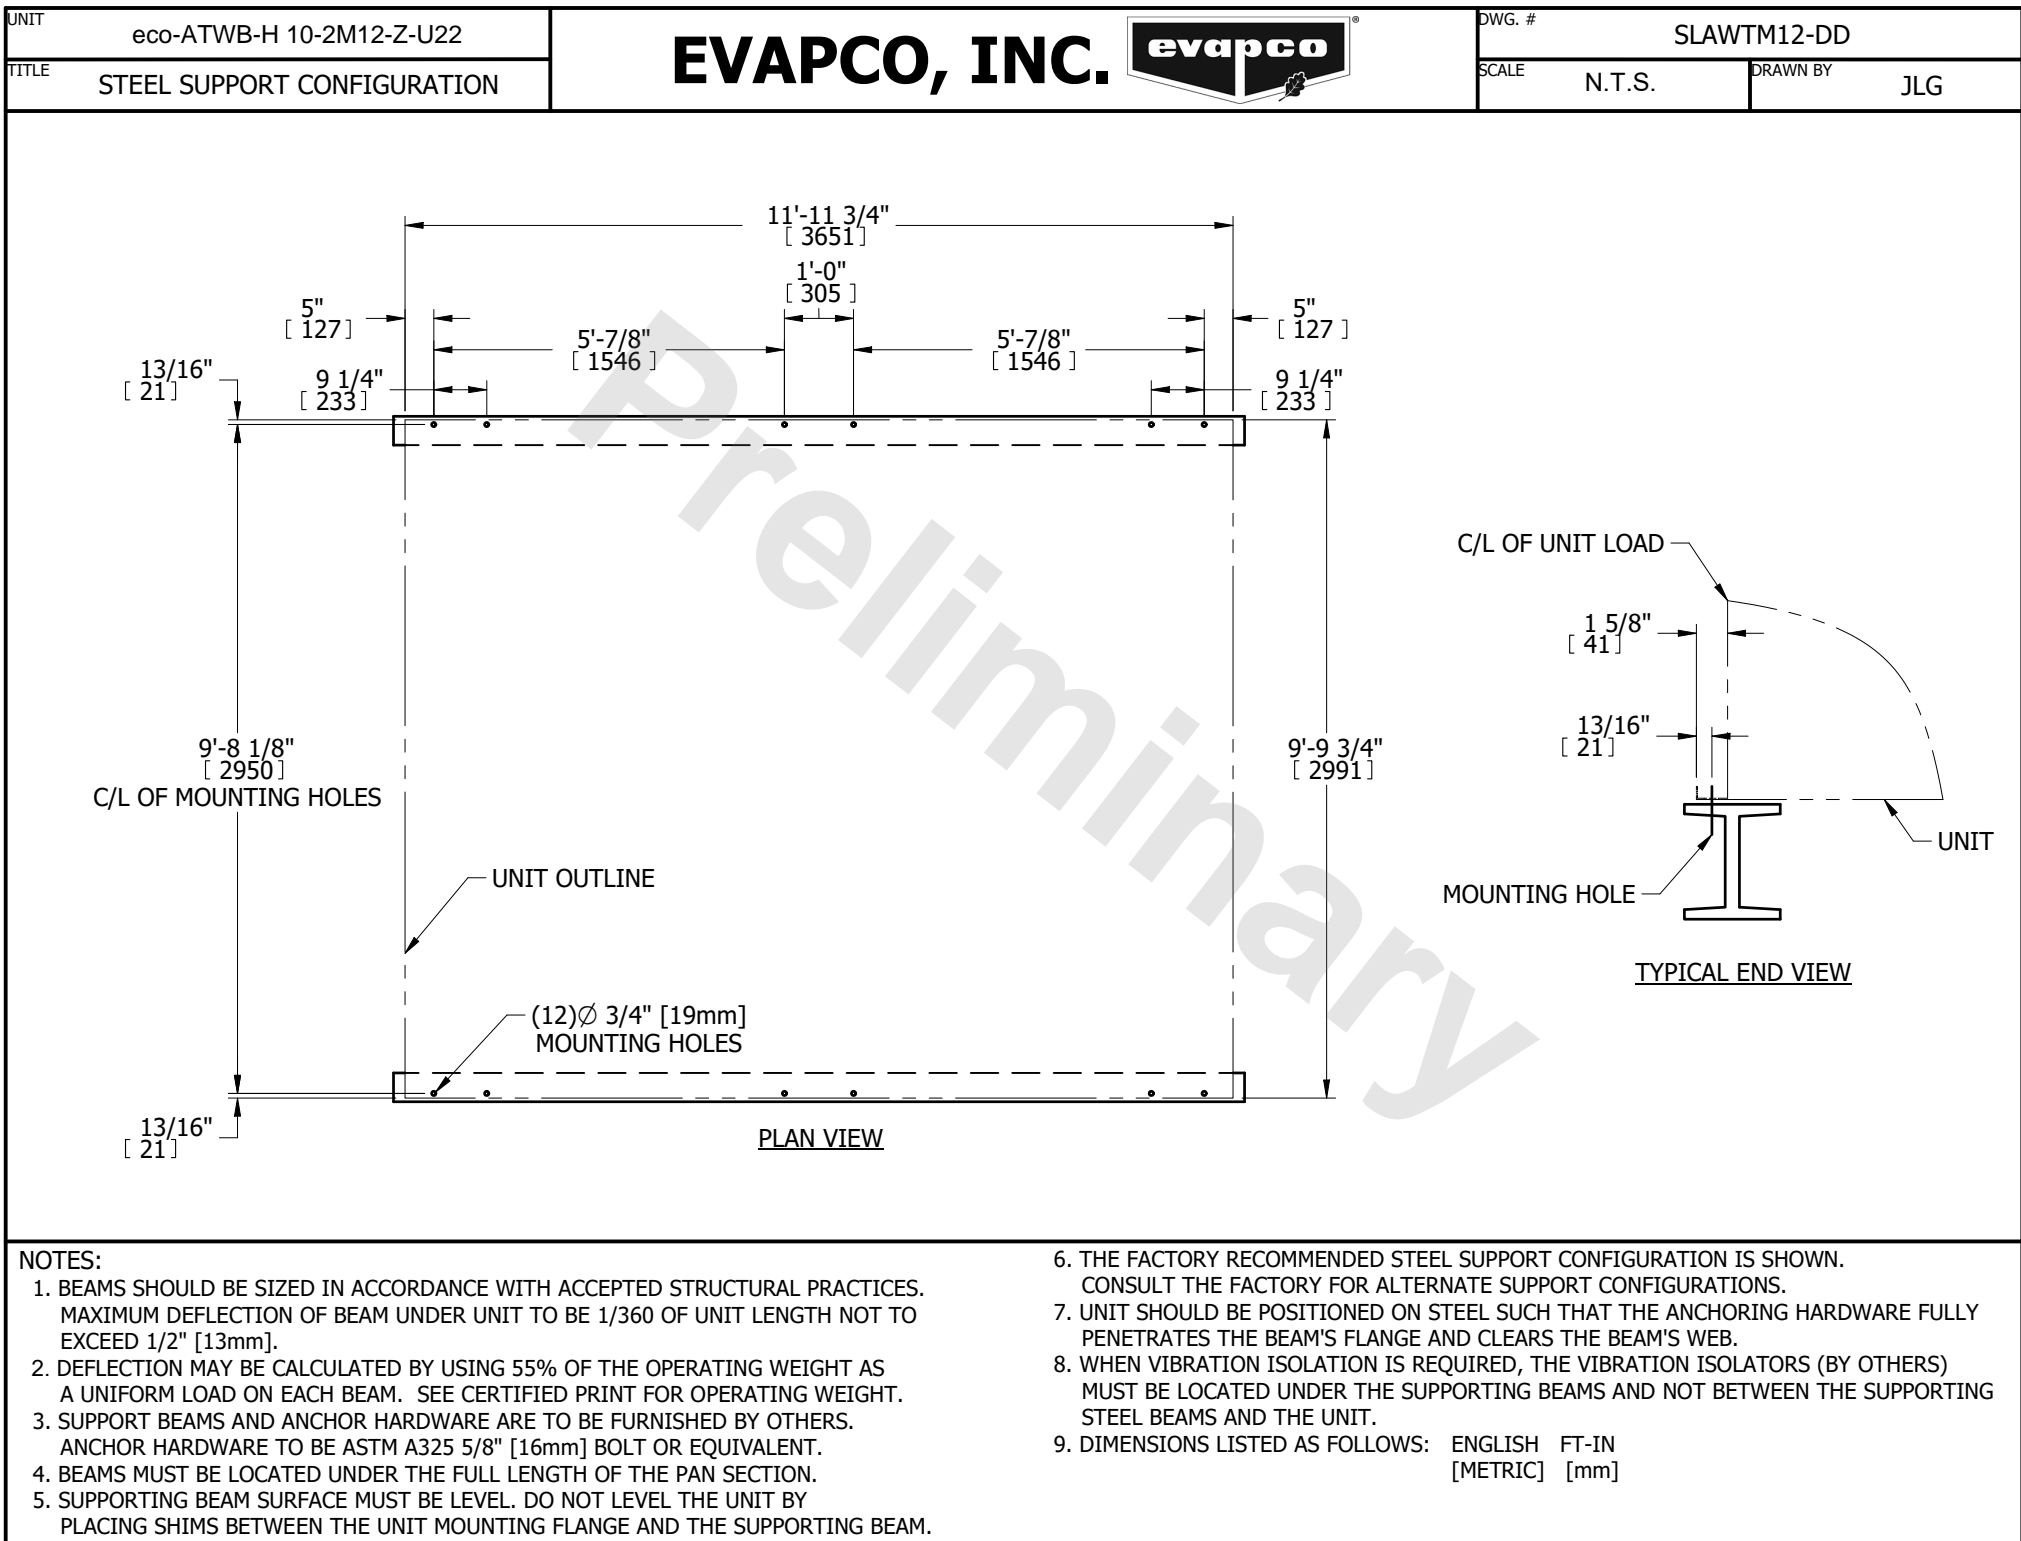 UNIT
eco-ATWB-H 10-2M12-Z-U22
TITLE
STEEL SUPPORT CONFIGURATION
EVAPCO, INC.
evapco
®
DWG. #
SLAWTM12-DD
SCALE
N.T.S.
DRAWN BY
JLG
11'-11 3/4"
[ 3651]
1'-0"
[ 305 ]
5"
[ 127]
5"
[ 127 ]
5'-7/8"
[ 1546 ]
5'-7/8"
[ 1546 ]
13/16"
[ 21]
9 1/4"
[ 233]
9 1/4"
[ 233 ]
Preliminary
C/L OF UNIT LOAD
1 5/8"
[ 41]
13/16"
[ 21]
9'-8 1/8"
[ 2950]
C/L OF MOUNTING HOLES
9'-9 3/4"
[ 2991]
UNIT
MOUNTING HOLE
TYPICAL END VIEW
UNIT OUTLINE
(12)∅ 3/4" [19mm]
MOUNTING HOLES
13/16"
[ 21]
PLAN VIEW
NOTES:
1. BEAMS SHOULD BE SIZED IN ACCORDANCE WITH ACCEPTED STRUCTURAL PRACTICES.
MAXIMUM DEFLECTION OF BEAM UNDER UNIT TO BE 1/360 OF UNIT LENGTH NOT TO
EXCEED 1/2" [13mm].
2. DEFLECTION MAY BE CALCULATED BY USING 55% OF THE OPERATING WEIGHT AS
A UNIFORM LOAD ON EACH BEAM.  SEE CERTIFIED PRINT FOR OPERATING WEIGHT.
3. SUPPORT BEAMS AND ANCHOR HARDWARE ARE TO BE FURNISHED BY OTHERS.
ANCHOR HARDWARE TO BE ASTM A325 5/8" [16mm] BOLT OR EQUIVALENT.
4. BEAMS MUST BE LOCATED UNDER THE FULL LENGTH OF THE PAN SECTION.
5. SUPPORTING BEAM SURFACE MUST BE LEVEL. DO NOT LEVEL THE UNIT BY
PLACING SHIMS BETWEEN THE UNIT MOUNTING FLANGE AND THE SUPPORTING BEAM.
6. THE FACTORY RECOMMENDED STEEL SUPPORT CONFIGURATION IS SHOWN.
CONSULT THE FACTORY FOR ALTERNATE SUPPORT CONFIGURATIONS.
7. UNIT SHOULD BE POSITIONED ON STEEL SUCH THAT THE ANCHORING HARDWARE FULLY
PENETRATES THE BEAM'S FLANGE AND CLEARS THE BEAM'S WEB.
8. WHEN VIBRATION ISOLATION IS REQUIRED, THE VIBRATION ISOLATORS (BY OTHERS)
MUST BE LOCATED UNDER THE SUPPORTING BEAMS AND NOT BETWEEN THE SUPPORTING
STEEL BEAMS AND THE UNIT.
9. DIMENSIONS LISTED AS FOLLOWS:   ENGLISH   FT-IN
[METRIC]   [mm]